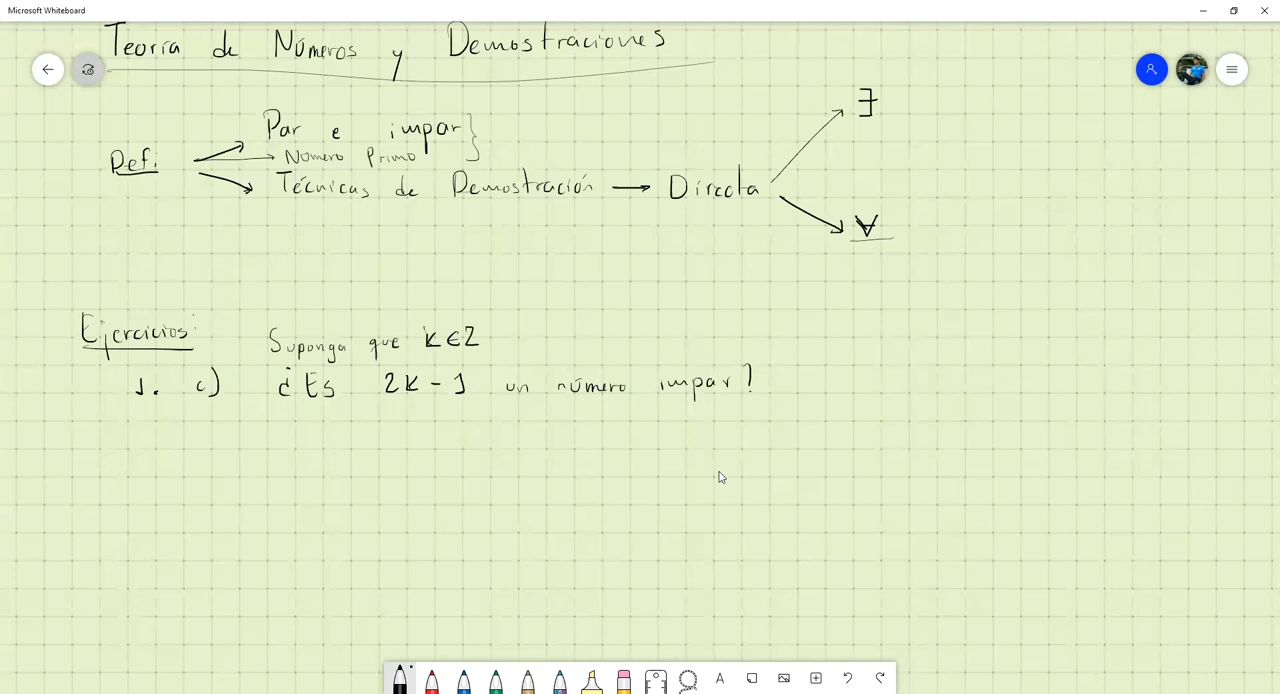 Microsoft Whiteboard
Teoría de Números y Demostraciones
Def. Par e impar
Número Primo
Técnicas de Demostración → Directa
∃
∀
Ejercicios: Suponga que K ∈ Z
1. c) ¿Es 2K - 1 un número impar?